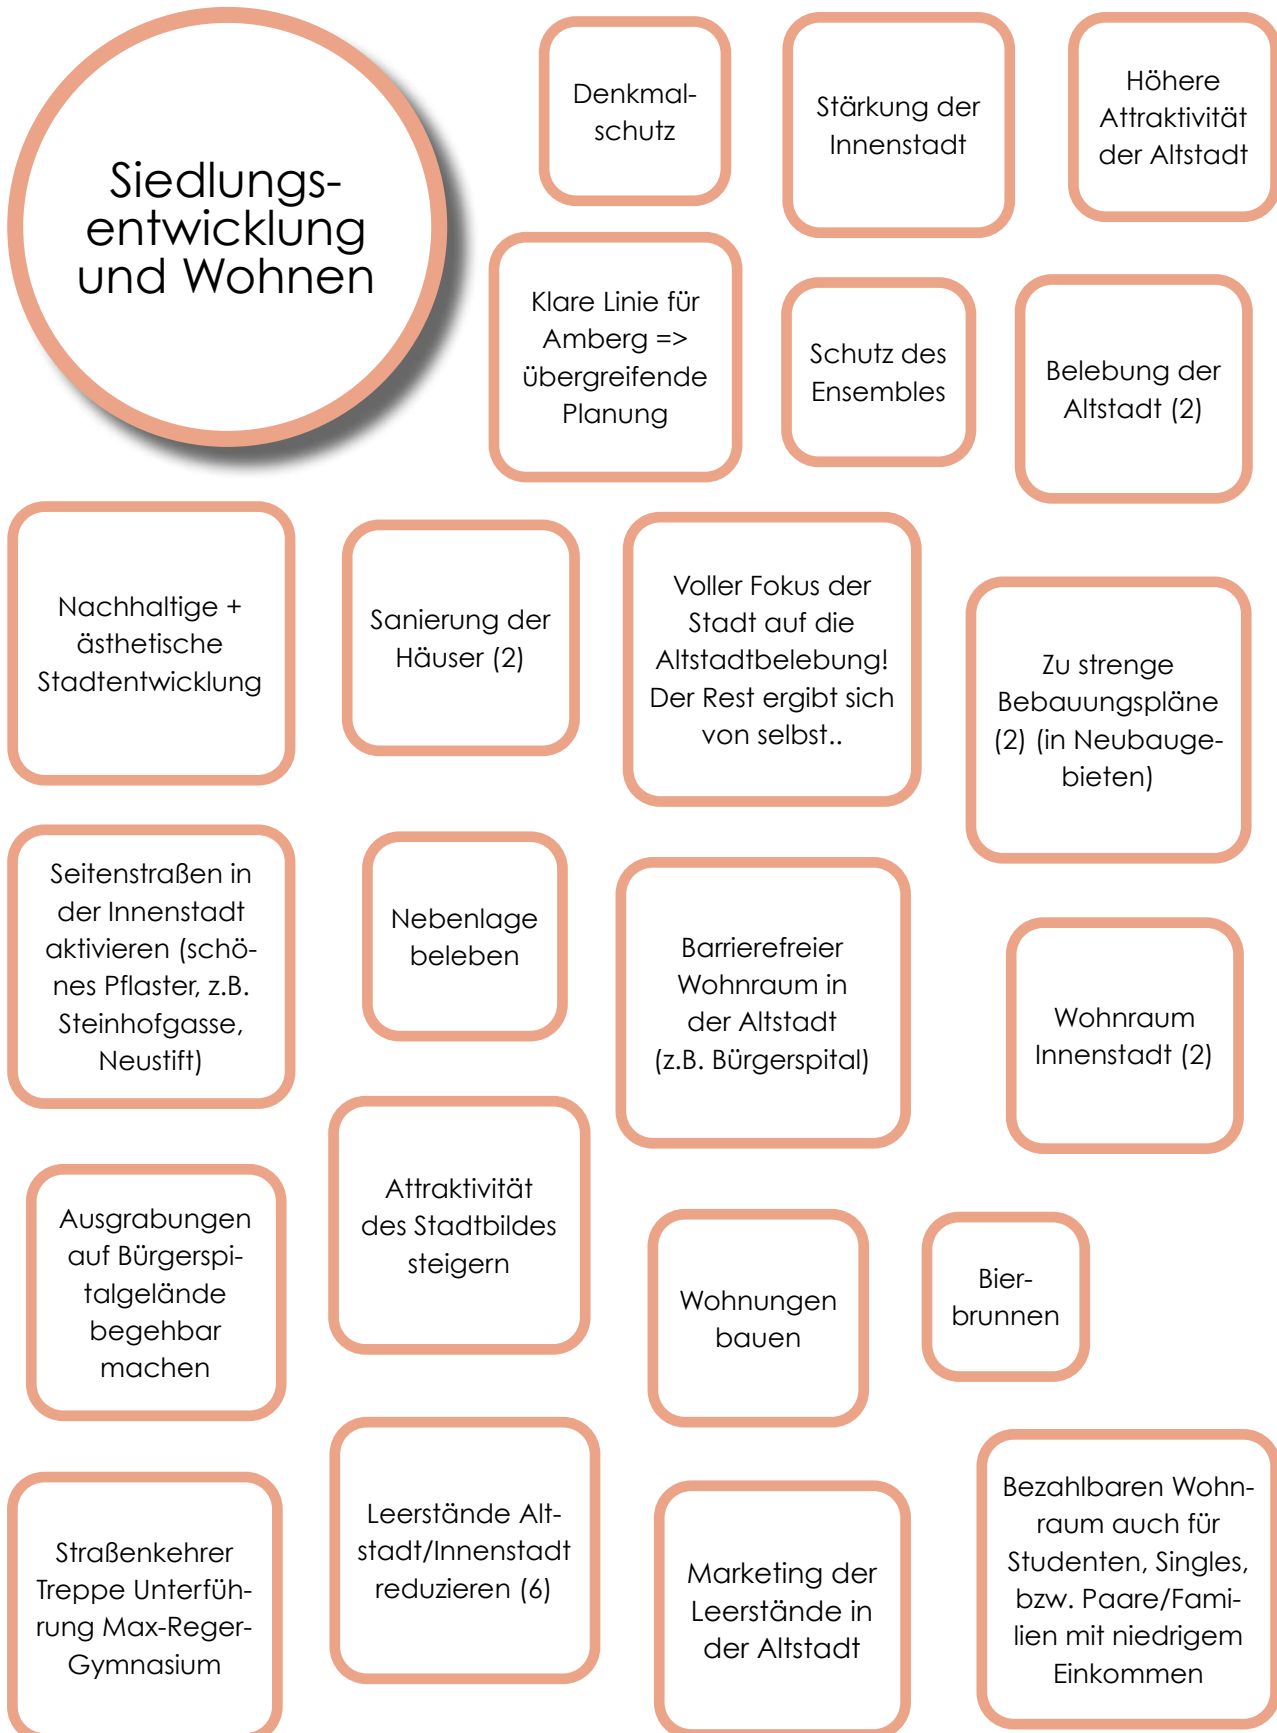 Siedlungs-
entwicklung
und Wohnen
Denkmal-
schutz
Stärkung der
Innenstadt
Höhere
Attraktivität
der Altstadt
Klare Linie für
Amberg =>
übergreifende
Planung
Schutz des
Ensembles
Belebung der
Altstadt (2)
Nachhaltige +
ästhetische
Stadtentwicklung
Sanierung der
Häuser (2)
Voller Fokus der
Stadt auf die
Altstadtbelebung!
Der Rest ergibt sich
von selbst..
Zu strenge
Bebauungspläne
(2) (in Neubauge-
bieten)
Seitenstraßen in
der Innenstadt
aktivieren (schö-
nes Pflaster, z.B.
Steinhofgasse,
Neustift)
Nebenlage
beleben
Barrierefreier
Wohnraum in
der Altstadt
(z.B. Bürgerspital)
Wohnraum
Innenstadt (2)
Ausgrabungen
auf Bürgerspi-
talgelände
begehbar
machen
Attraktivität
des Stadtbildes
steigern
Wohnungen
bauen
Bier-
brunnen
Straßenkehrer
Treppe Unterfüh-
rung Max-Reger-
Gymnasium
Leerstände Alt-
stadt/Innenstadt
reduzieren (6)
Marketing der
Leerstände in
der Altstadt
Bezahlbaren Wohn-
raum auch für
Studenten, Singles,
bzw. Paare/Fami-
lien mit niedrigem
Einkommen